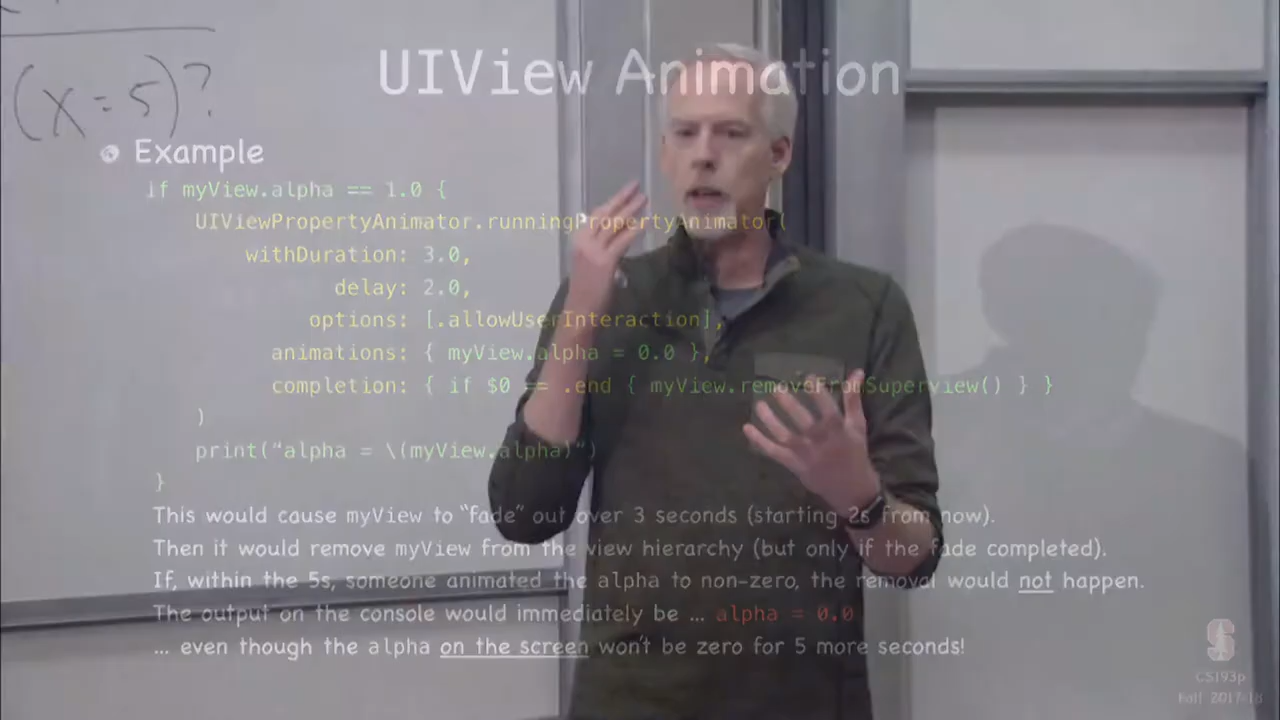 (x=5)?
UIView Animation
Example
if myView.alpha == 1.0 {
UIViewPropertyAnimator.runningPropertyAnimator(
withDuration: 3.0,
delay: 2.0,
options: [.allowUserInteraction],
animations: { myView.alpha = 0.0 },
completion: { if $0 == .end { myView.removeFromSuperview() } }
)
print(“alpha = \(myView.alpha)”)
}
This would cause myView to “fade” out over 3 seconds (starting 2s from now).
Then it would remove myView from the view hierarchy (but only if the fade completed).
If, within the 5s, someone animated the alpha to non-zero, the removal would not happen.
The output on the console would immediately be … alpha = 0.0
… even though the alpha on the screen won’t be zero for 5 more seconds!
S
CS193p
Fall 2017-18